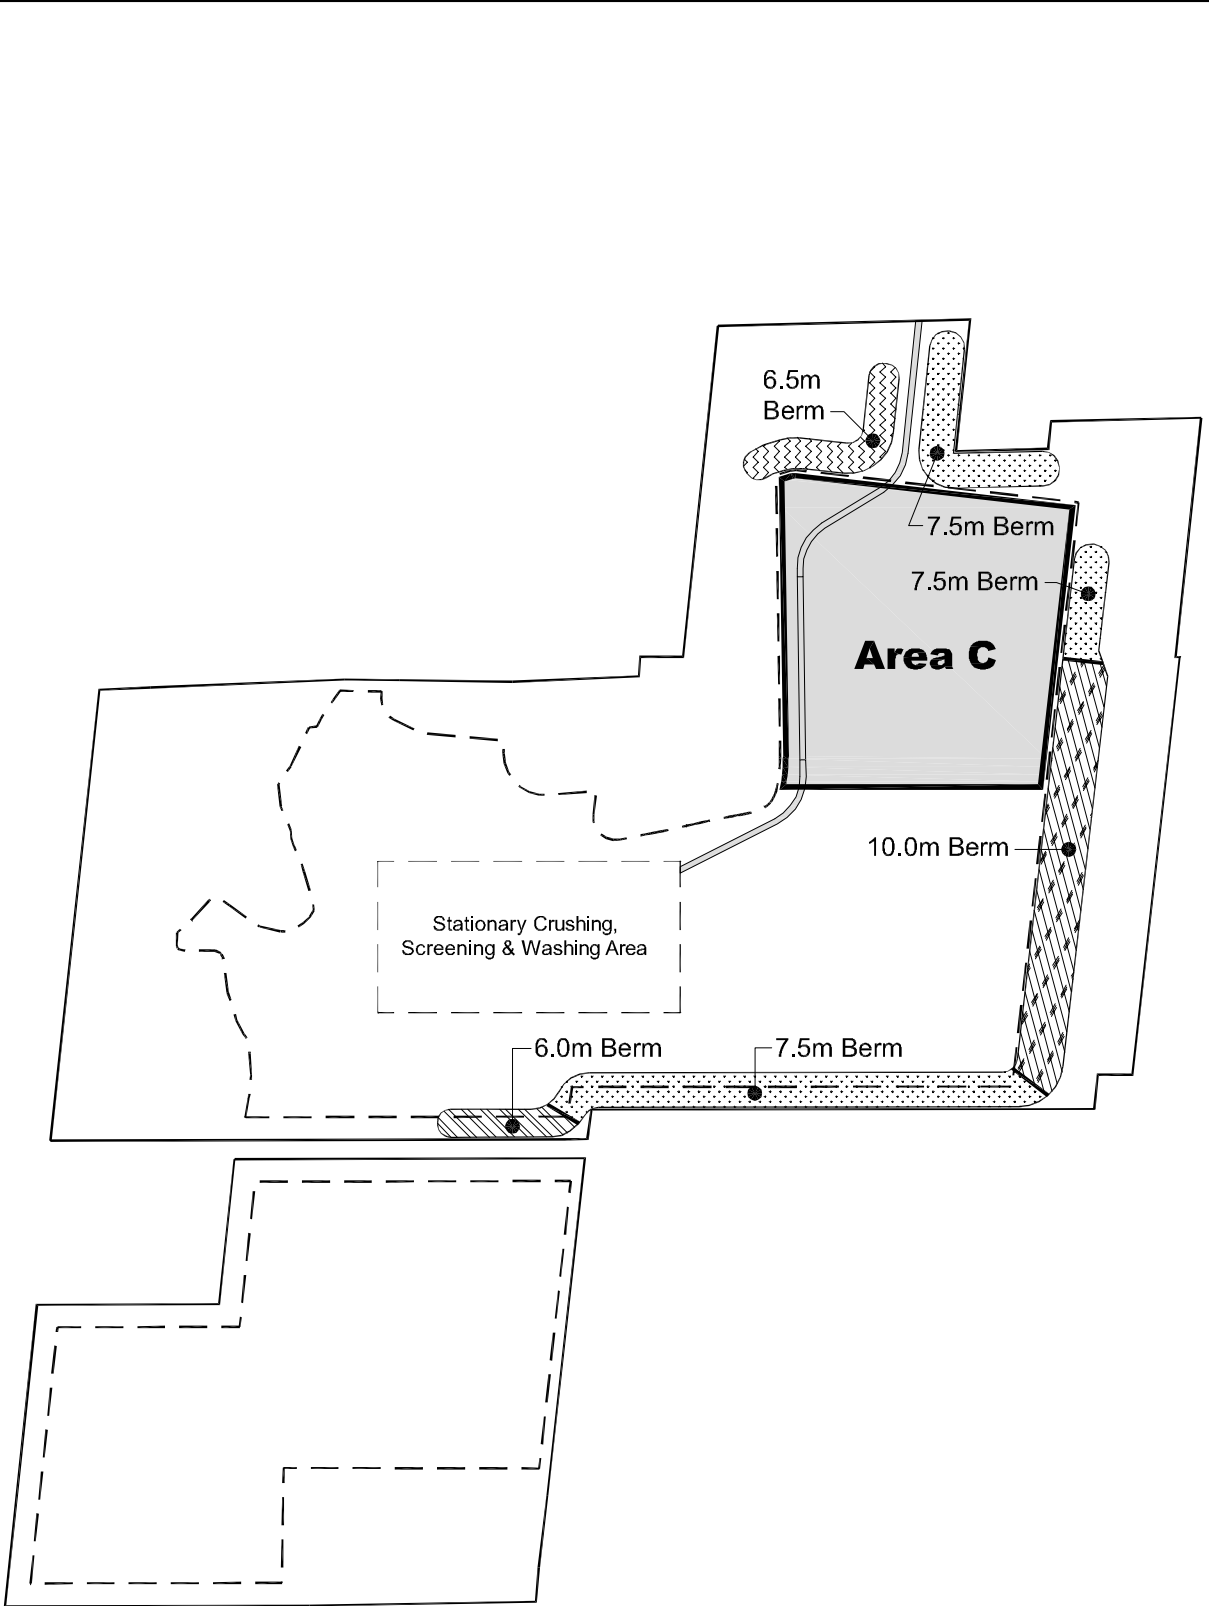 6.5m
Berm
7.5m Berm
7.5m Berm
Area C
10.0m Berm
Stationary Crushing,
Screening & Washing Area
6.0m Berm
7.5m Berm